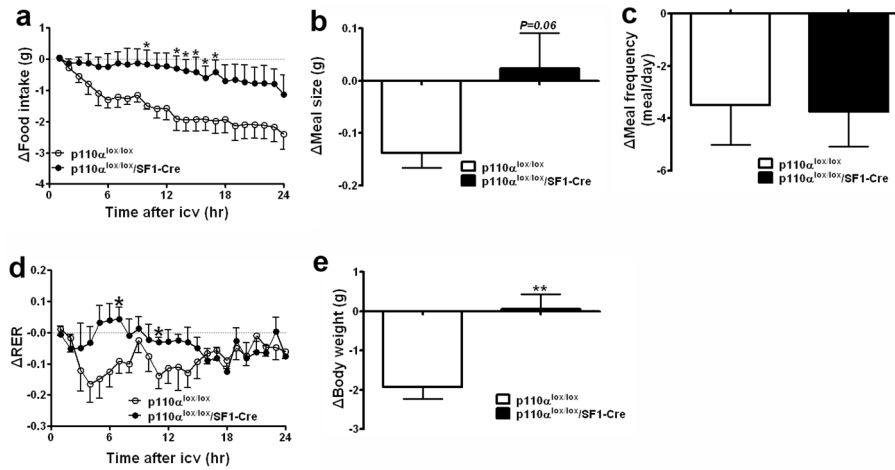 a
ΔFood intake (g)
1
0
-1
-2
-3
-4
* * * * * *
p110α^lox/lox
p110α^lox/lox/SF1-Cre
6 12 18 24
Time after icv (hr)
b
ΔMeal size (g)
0.1
0.0
-0.1
-0.2
P=0.06
p110α^lox/lox
p110α^lox/lox/SF1-Cre
c
ΔMeal frequency
(meal/day)
0
-2
-4
-6
p110α^lox/lox
p110α^lox/lox/SF1-Cre
d
ΔRER
0.2
0.1
-0.0
-0.1
-0.2
-0.3
* *
p110α^lox/lox
p110α^lox/lox/SF1-Cre
0 6 12 18 24
Time after icv (hr)
e
ΔBody weight (g)
1
0
-1
-2
-3
**
p110α^lox/lox
p110α^lox/lox/SF1-Cre